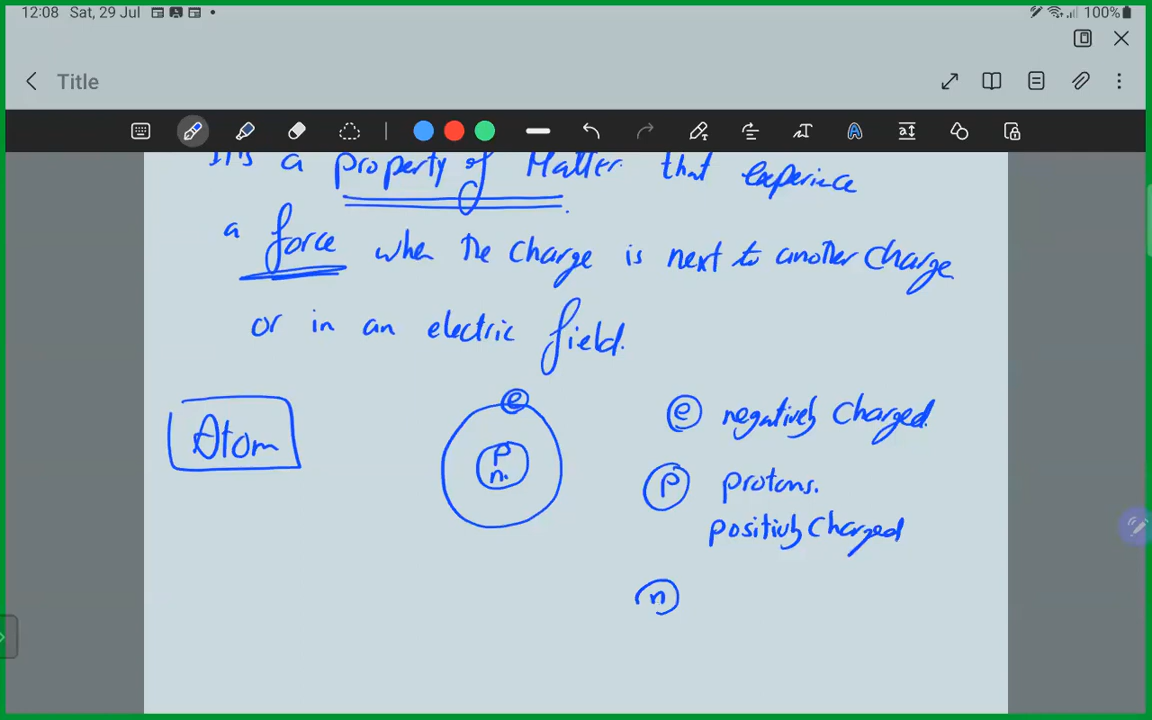 12:08 Sat, 29 Jul
100%
Title
It is a property of Matter that experience
a force when the charge is next to another charge
or in an electric field.
Atom
e
p
n.
e negatively charged.
p protons.
positively Charged
n